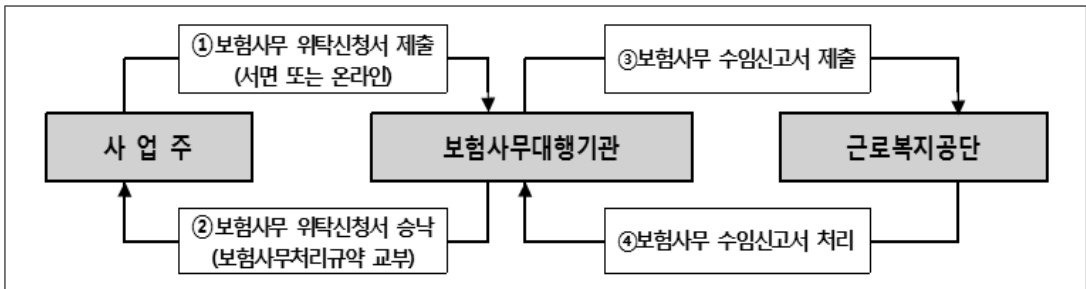 ①보험사무 위탁신청서 제출
(서면 또는 온라인)
③보험사무 수임신고서 제출
사 업 주
보험사무대행기관
근로복지공단
②보험사무 위탁신청서 승낙
(보험사무처리규약 교부)
④보험사무 수임신고서 처리